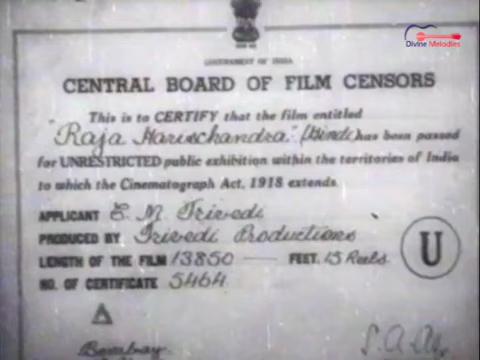 Divine Melodies
GOVERNMENT OF INDIA
CENTRAL BOARD OF FILM CENSORS
This is to CERTIFY that the film entitled
"Raja Harischandra" (Hindi) has been passed
for UNRESTRICTED public exhibition within the territories of India
to which the Cinematograph Act, 1918 extends.
APPLICANT C. M. Trivedi
PRODUCED BY Trivedi Productions
LENGTH OF THE FILM 13850 FEET. 15 Reels.
U
NO. OF CERTIFICATE 5464
Bombay